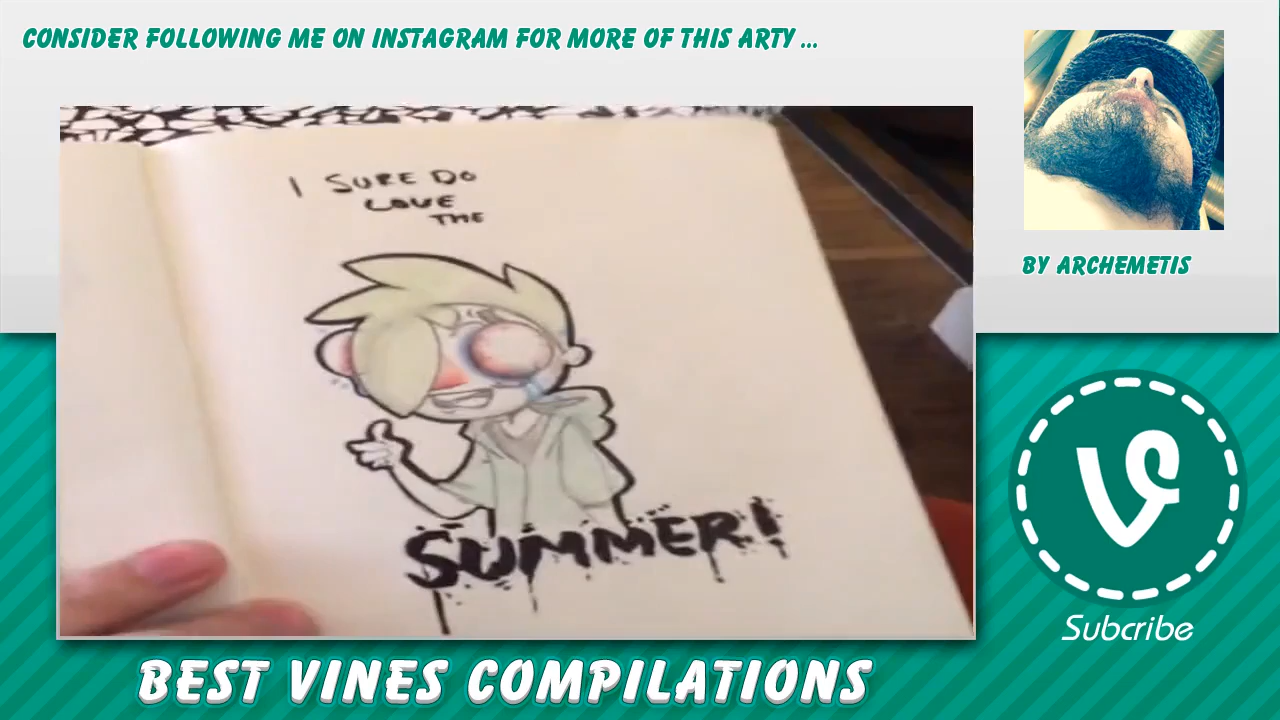 CONSIDER FOLLOWING ME ON INSTAGRAM FOR MORE OF THIS ARTY ...
I SURE DO
LOVE
THE
SUMMER!
BY ARCHEMETIS
Subcribe
BEST VINES COMPILATIONS